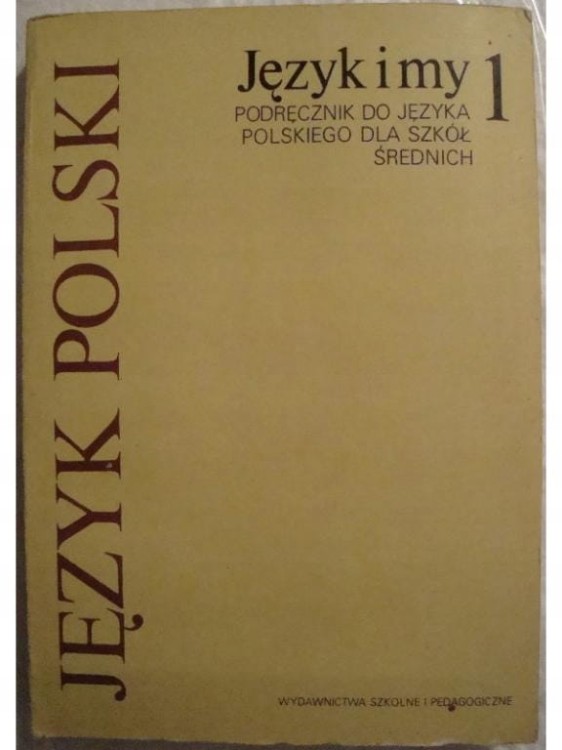 JĘZYK POLSKI
Język i my 1
PODRĘCZNIK DO JĘZYKA
POLSKIEGO DLA SZKÓŁ
ŚREDNICH
WYDAWNICTWA SZKOLNE I PEDAGOGICZNE